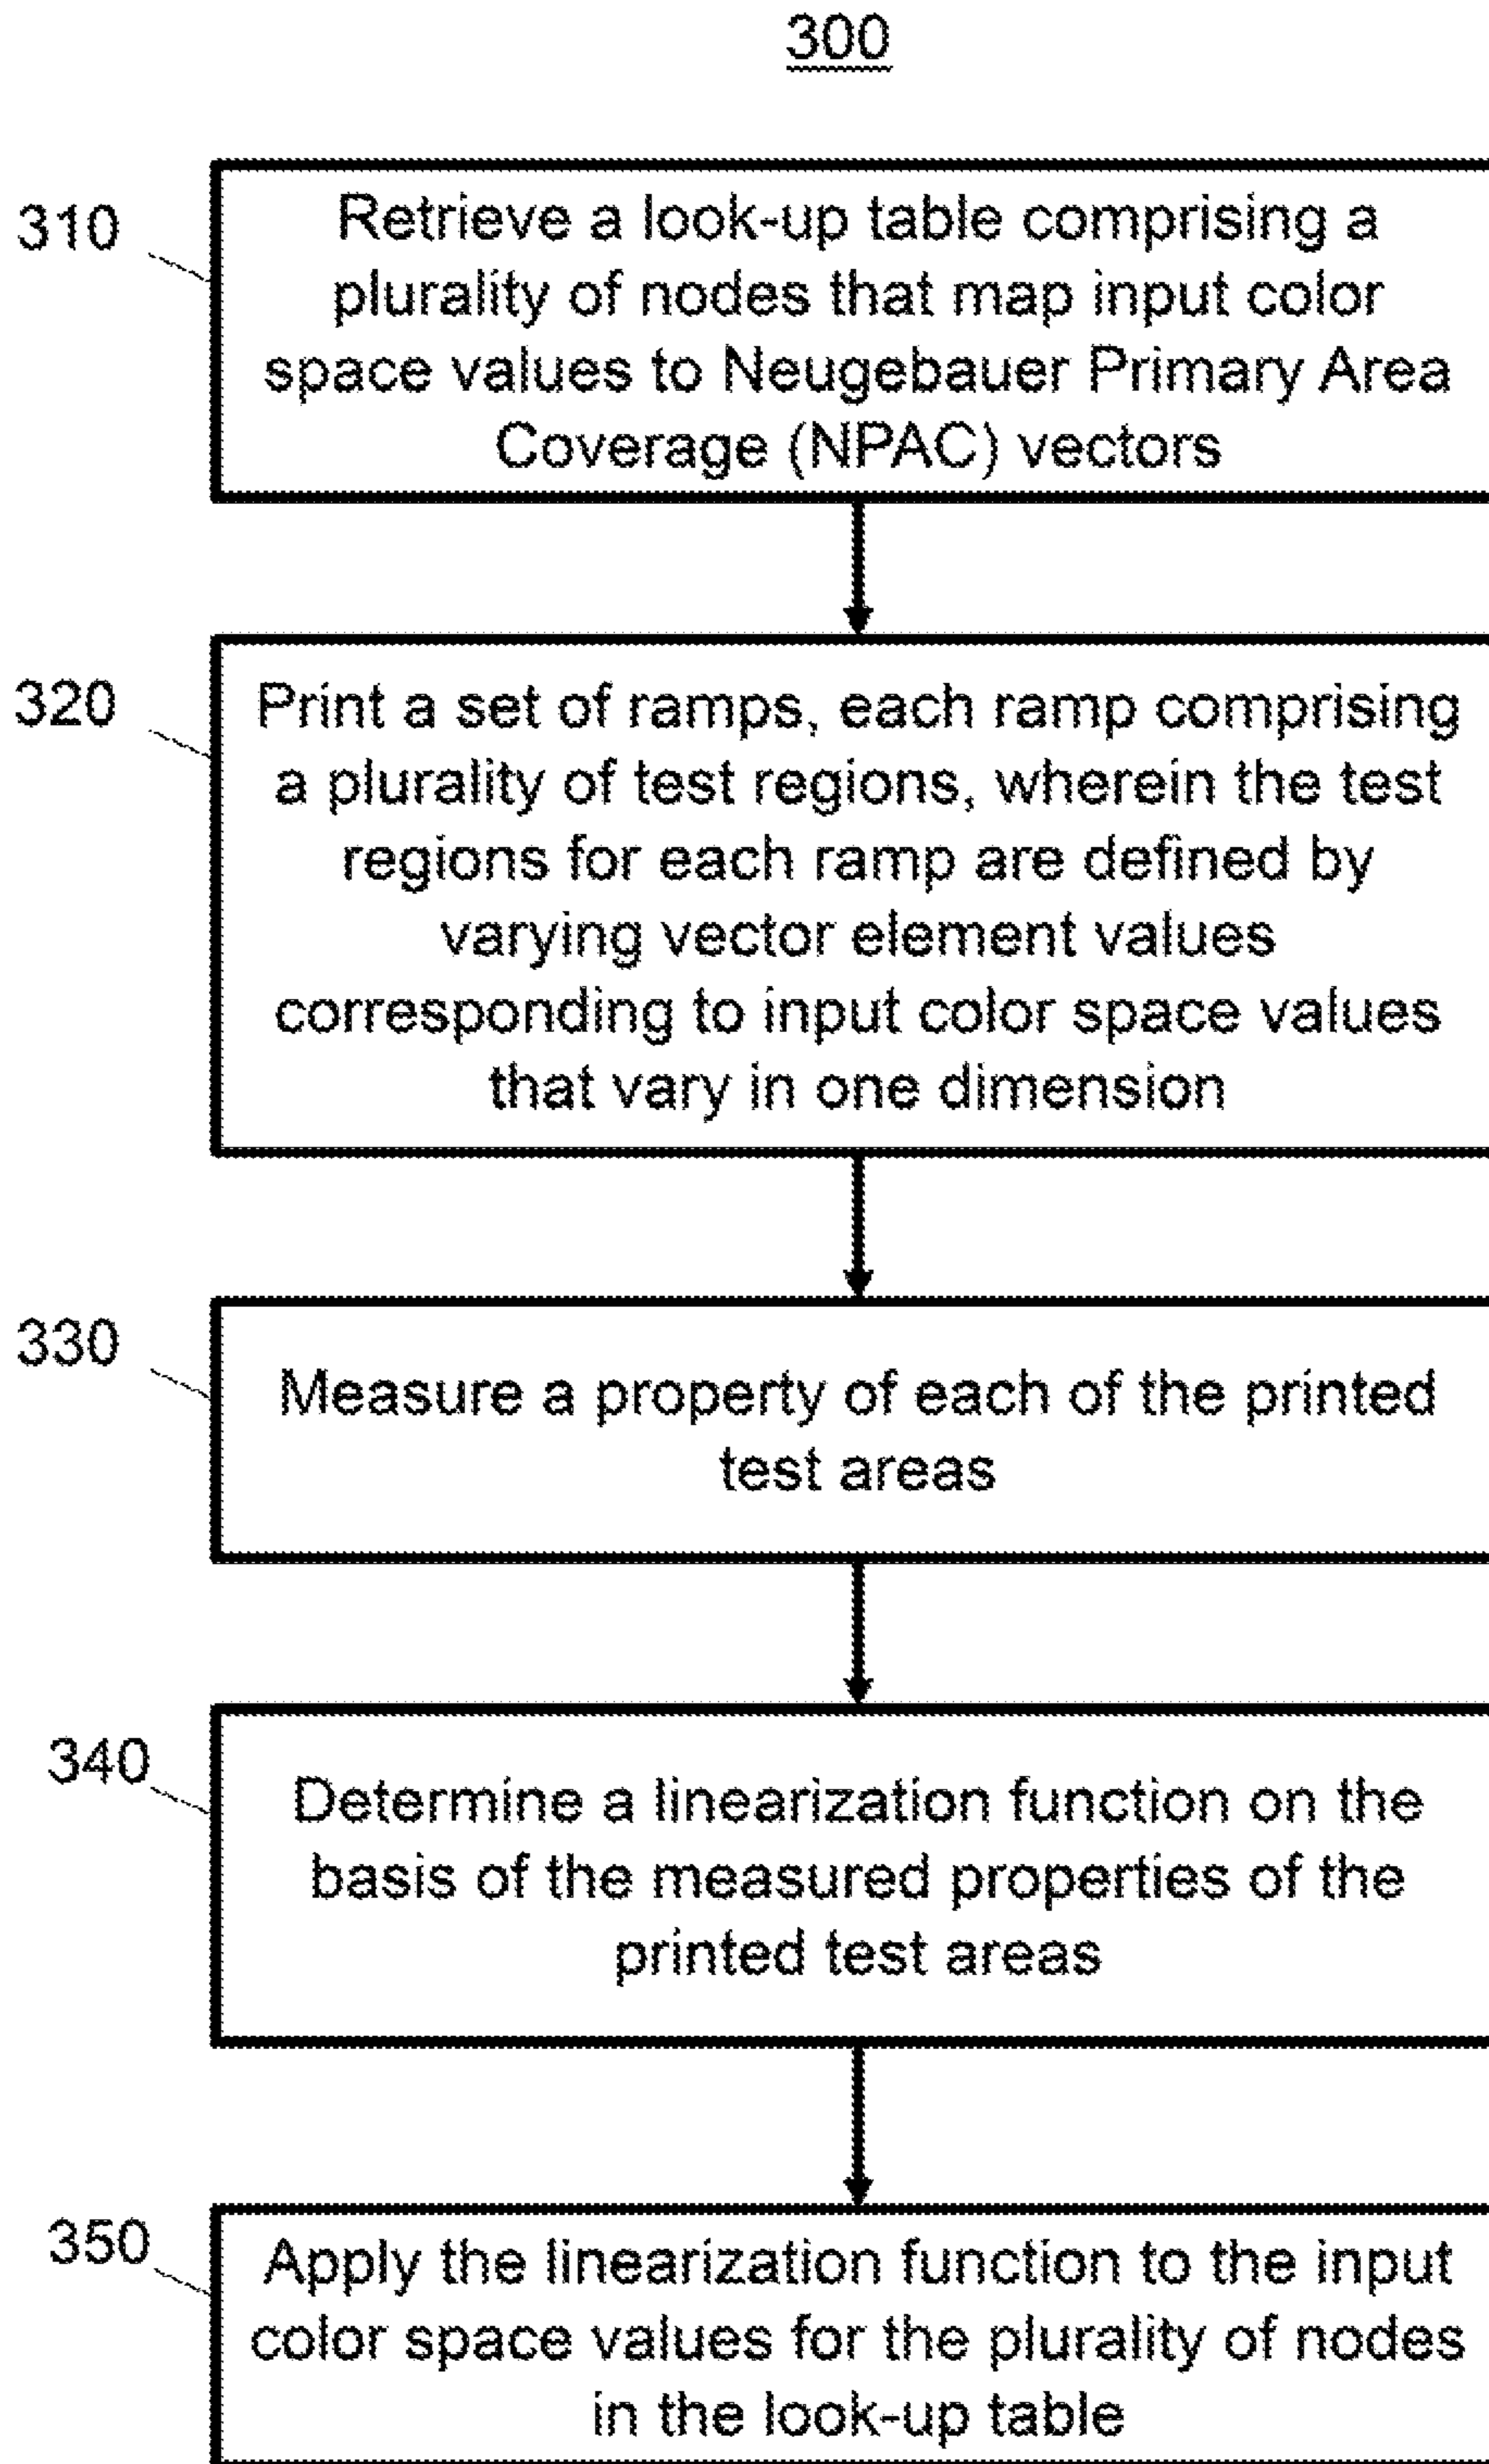 300
310
Retrieve a look-up table comprising a
plurality of nodes that map input color
space values to Neugebauer Primary Area
Coverage (NPAC) vectors
320
Print a set of ramps, each ramp comprising
a plurality of test regions, wherein the test
regions for each ramp are defined by
varying vector element values
corresponding to input color space values
that vary in one dimension
330
Measure a property of each of the printed
test areas
340
Determine a linearization function on the
basis of the measured properties of the
printed test areas
350
Apply the linearization function to the input
color space values for the plurality of nodes
in the look-up table